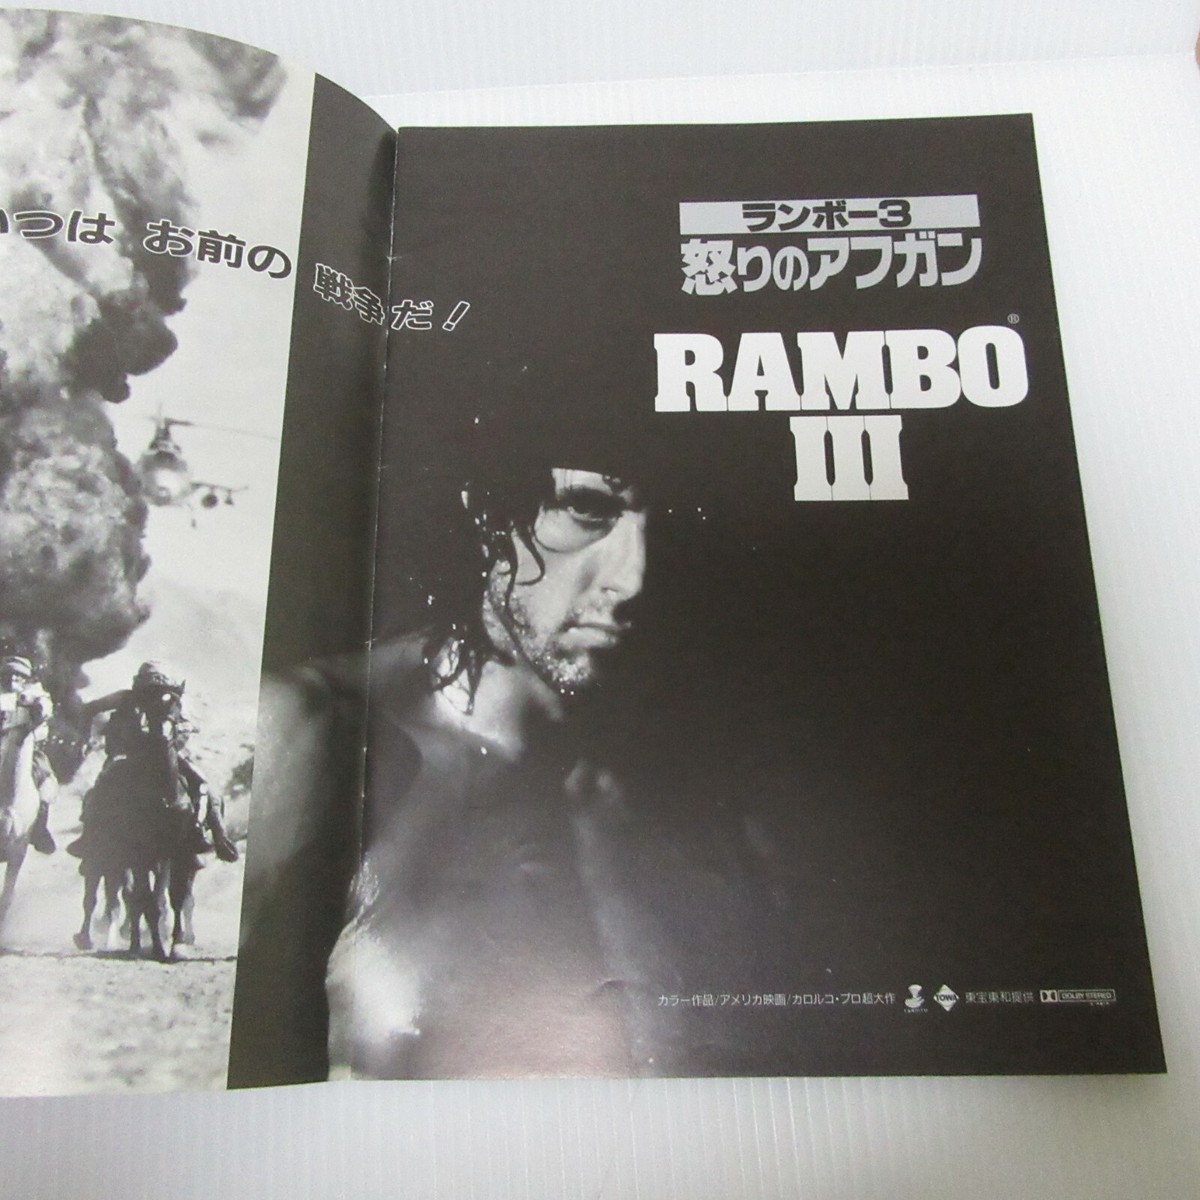 いつは お前の 戦争だ!
ランボー3
怒りのアフガン
RAMBO®
III
カラー作品/アメリカ映画/カロルコ・プロ超大作 TOWA 東宝東和提供 DOLBY STEREO